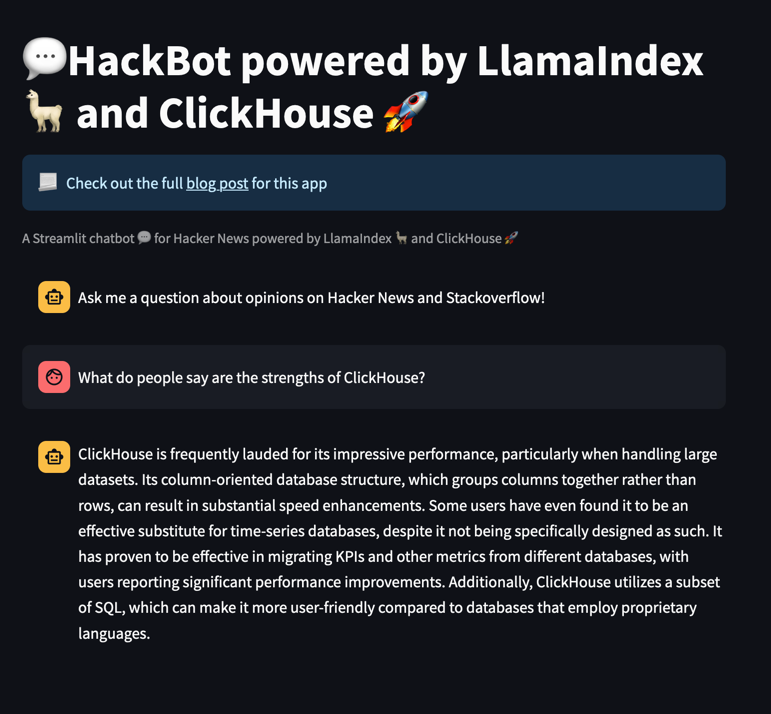 💬HackBot powered by LlamaIndex
🦙 and ClickHouse 🚀
📃 Check out the full blog post for this app
A Streamlit chatbot 💬 for Hacker News powered by LlamaIndex 🦙 and ClickHouse 🚀
Ask me a question about opinions on Hacker News and Stackoverflow!
What do people say are the strengths of ClickHouse?
ClickHouse is frequently lauded for its impressive performance, particularly when handling large
datasets. Its column-oriented database structure, which groups columns together rather than
rows, can result in substantial speed enhancements. Some users have even found it to be an
effective substitute for time-series databases, despite it not being specifically designed as such. It
has proven to be effective in migrating KPIs and other metrics from different databases, with
users reporting significant performance improvements. Additionally, ClickHouse utilizes a subset
of SQL, which can make it more user-friendly compared to databases that employ proprietary
languages.